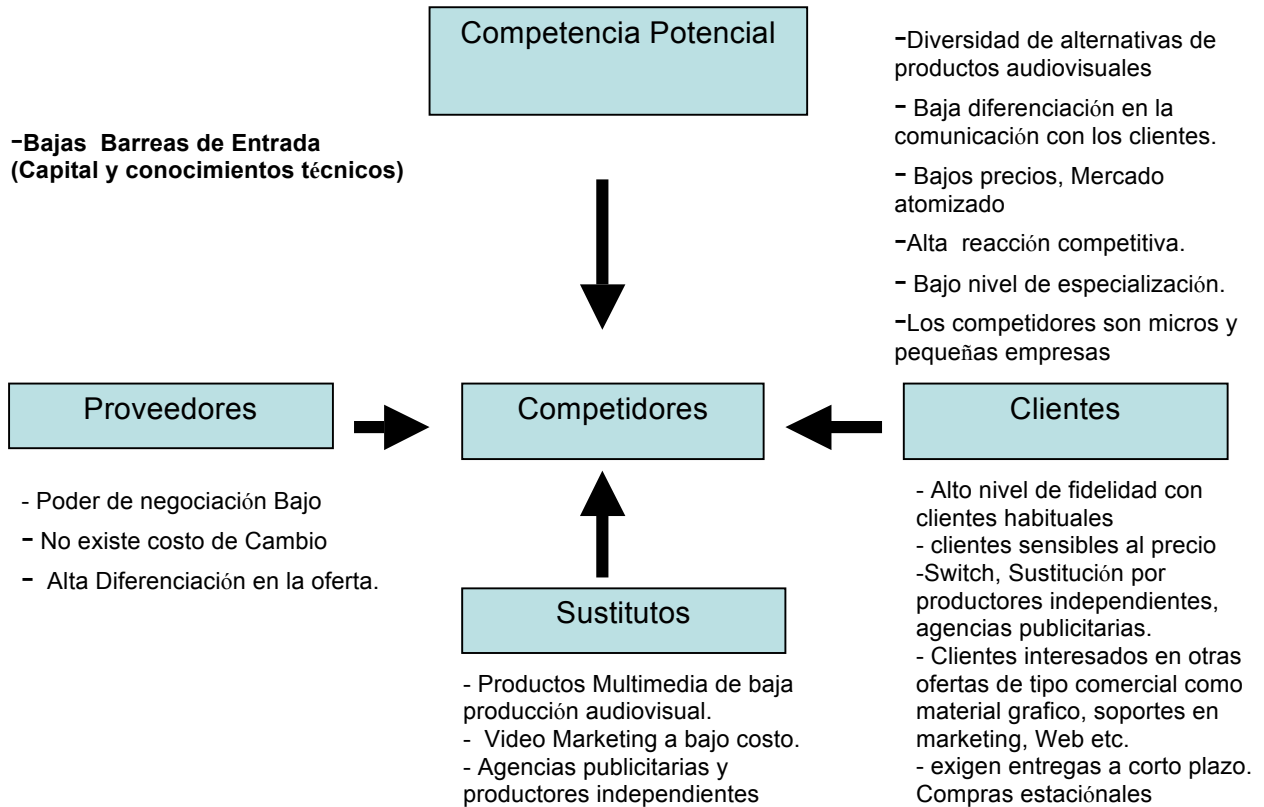 Competencia Potencial
-Bajas Barreas de Entrada
(Capital y conocimientos técnicos)
-Diversidad de alternativas de
productos audiovisuales
- Baja diferenciación en la
comunicación con los clientes.
- Bajos precios, Mercado
atomizado
-Alta reacción competitiva.
- Bajo nivel de especialización.
-Los competidores son micros y
pequeñas empresas
Proveedores
- Poder de negociación Bajo
- No existe costo de Cambio
- Alta Diferenciación en la oferta.
Competidores
Sustitutos
- Productos Multimedia de baja
producción audiovisual.
- Video Marketing a bajo costo.
- Agencias publicitarias y
productores independientes
Clientes
- Alto nivel de fidelidad con
clientes habituales
- clientes sensibles al precio
-Switch, Sustitución por
productores independientes,
agencias publicitarias.
- Clientes interesados en otras
ofertas de tipo comercial como
material grafico, soportes en
marketing, Web etc.
- exigen entregas a corto plazo.
Compras estaciónales